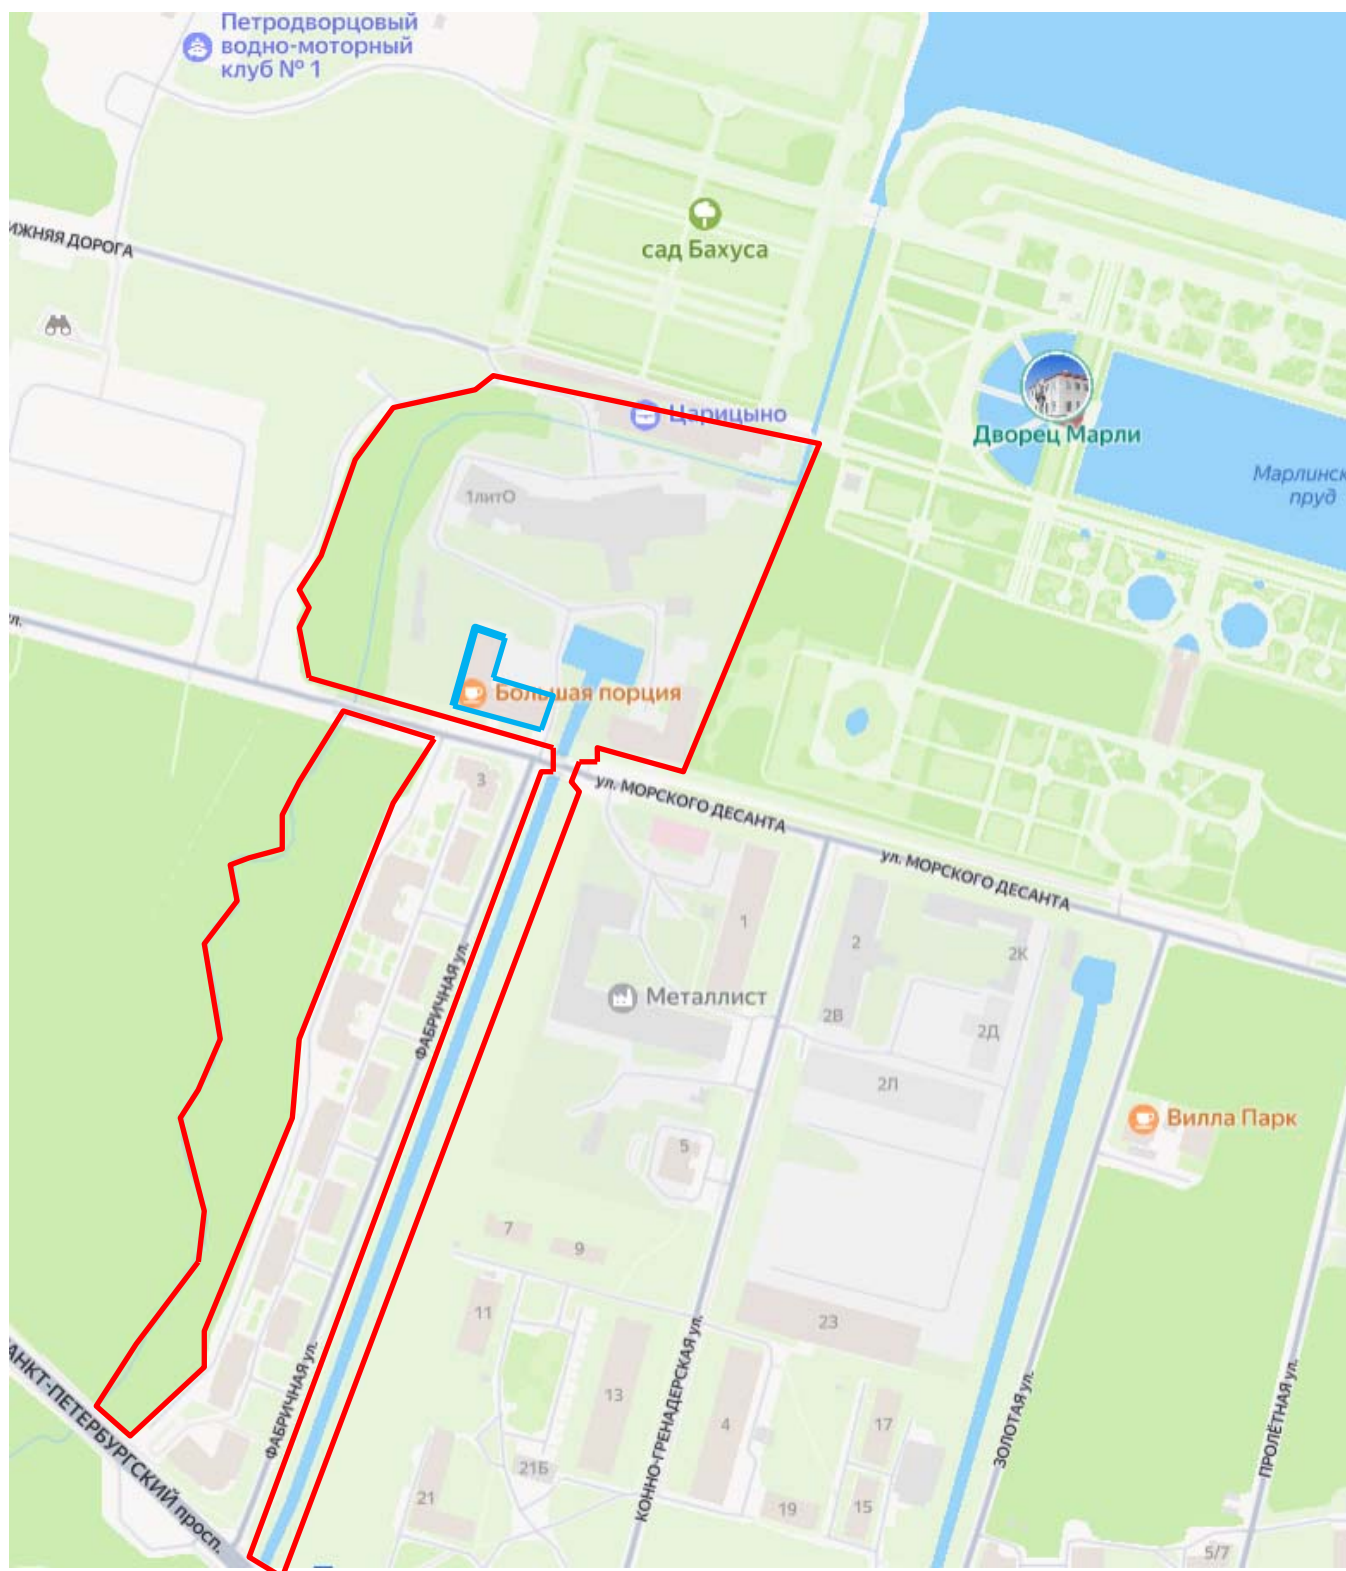 Петродворцовый
водно-моторный
клуб № 1
сад Бахуса
ИЖНЯЯ ДОРОГА
Царицыно
Дворец Марли
Марлинск
пруд
1литО
ул.
Большая порция
3
ул. МОРСКОГО ДЕСАНТА
ул. МОРСКОГО ДЕСАНТА
1
2
2К
ФАБРИЧНАЯ ул.
Металлист
2В
2Д
2Л
Вилла Парк
5
7
9
11
23
13
4
17
КОННО-ГРЕНАДЕРСКАЯ ул.
ЗОЛОТАЯ ул.
ПРОЛЁТНАЯ ул.
АНКТ-ПЕТЕРБУРГСКИЙ просп.
ФАБРИЧНАЯ ул.
21Б
21
19
15
5/7